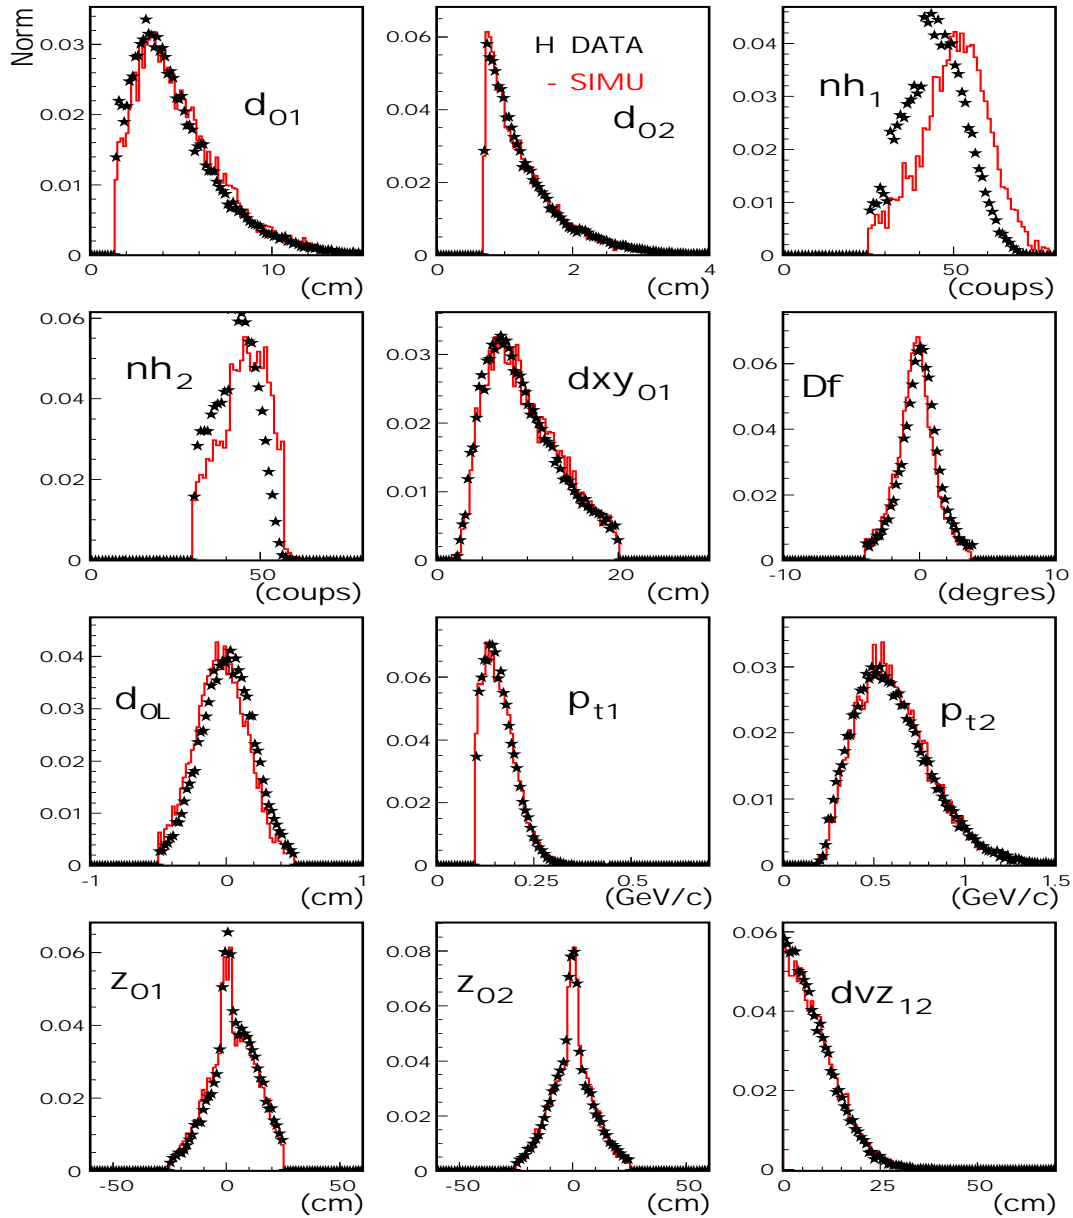 Norm
0.03
0.02
0.01
0
d01
0 10
(cm)
0.06
0.04
0.02
0
H DATA
- SIMU
d02
0 2 4
(cm)
0.04
0.03
0.02
0.01
0
nh1
0 50
(coups)
0.06
0.04
0.02
0
nh2
0 50
(coups)
0.03
0.02
0.01
0
dxy01
0 20
(cm)
0.06
0.04
0.02
0
Df
-10 0 10
(degres)
0.04
0.03
0.02
0.01
0
d0L
-1 0 1
(cm)
0.06
0.04
0.02
0
pt1
0 0.25 0.5
(GeV/c)
0.03
0.02
0.01
0
pt2
0 0.5 1.0 1.5
(GeV/c)
0.06
0.04
0.02
0
z01
-50 0 50
(cm)
0.08
0.06
0.04
0.02
0
z02
-50 0 50
(cm)
0.06
0.04
0.02
0
dvz12
0 25 50
(cm)